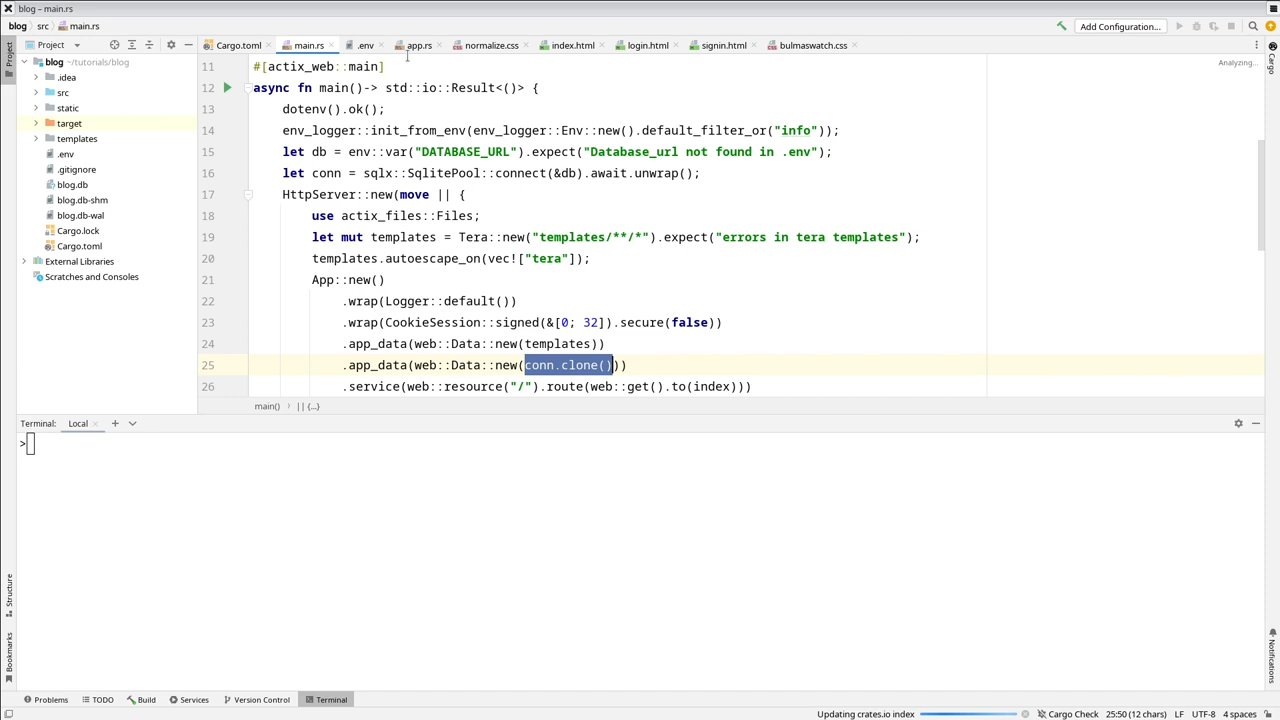 blog – main.rs
blog
src
main.rs
Add Configuration...
Project
Cargo.toml
main.rs
.env
app.rs
normalize.css
index.html
login.html
signin.html
bulmaswatch.css
Project
Cargo
blog ~/tutorials/blog
.idea
src
static
target
templates
.env
.gitignore
blog.db
blog.db-shm
blog.db-wal
Cargo.lock
Cargo.toml
External Libraries
Scratches and Consoles
Analyzing...
11 #[actix_web::main]
12 async fn main()-> std::io::Result<()> {
13 dotenv().ok();
14 env_logger::init_from_env(env_logger::Env::new().default_filter_or("info"));
15 let db = env::var("DATABASE_URL").expect("Database_url not found in .env");
16 let conn = sqlx::SqlitePool::connect(&db).await.unwrap();
17 HttpServer::new(move || {
18 use actix_files::Files;
19 let mut templates = Tera::new("templates/**/*").expect("errors in tera templates");
20 templates.autoescape_on(vec!["tera"]);
21 App::new()
22 .wrap(Logger::default())
23 .wrap(CookieSession::signed(&[0; 32]).secure(false))
24 .app_data(web::Data::new(templates))
25 .app_data(web::Data::new(conn.clone()))
26 .service(web::resource("/").route(web::get().to(index)))
main()
|| {...}
Terminal:
Local
>
Structure
Bookmarks
Notifications
Problems
TODO
Build
Services
Version Control
Terminal
Updating crates.io index
Cargo Check
25:50 (12 chars)
LF
UTF-8
4 spaces